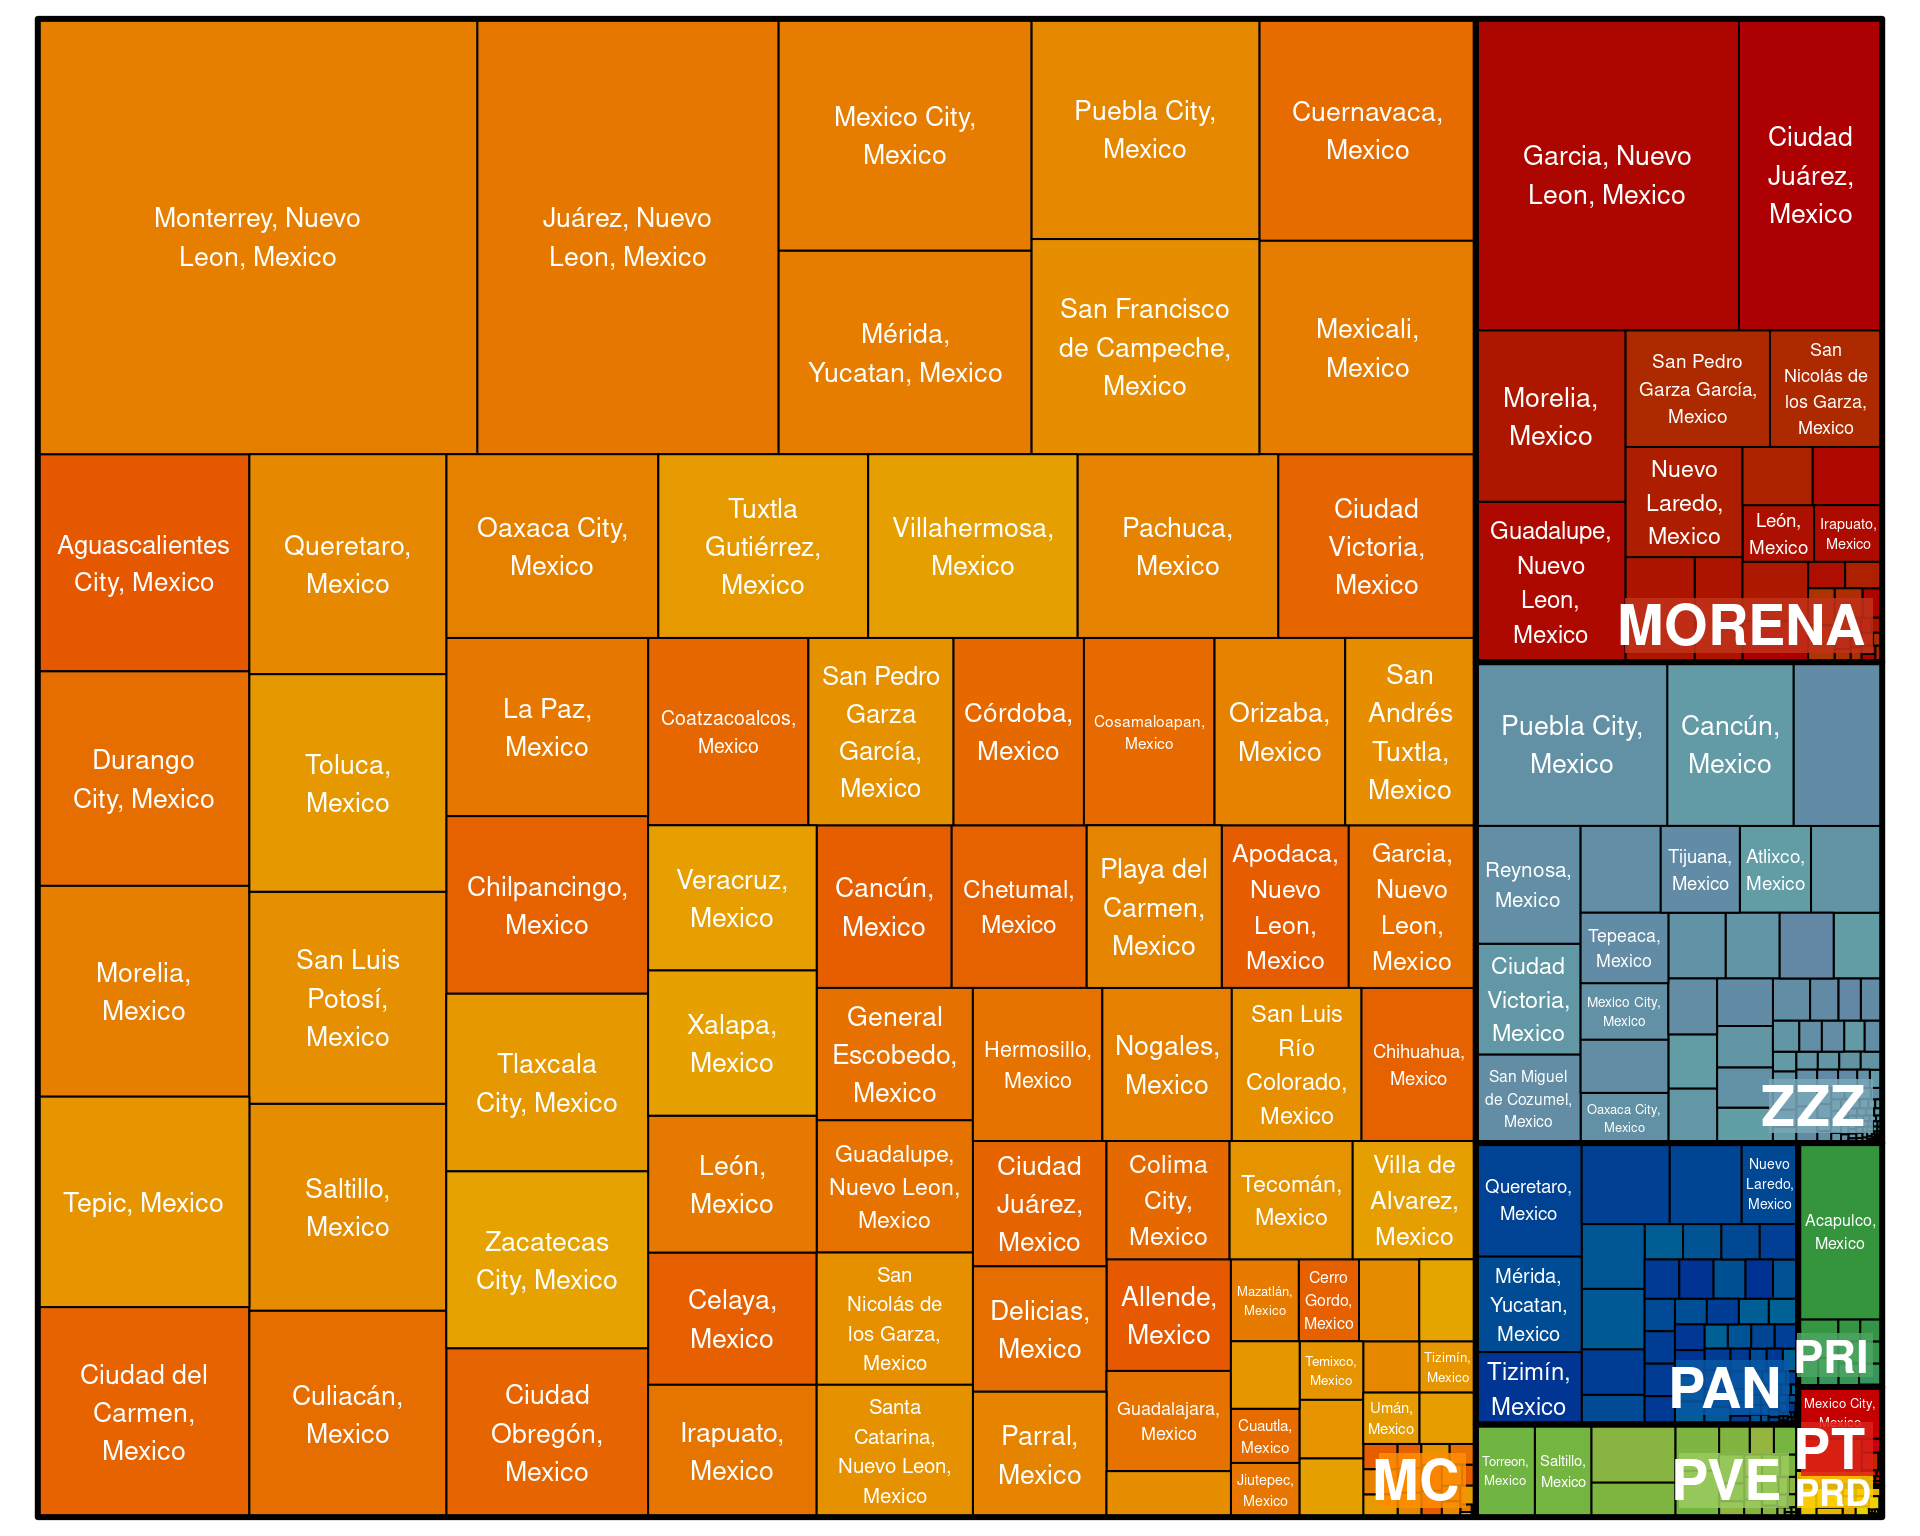 Monterrey, Nuevo
Leon, Mexico
Juárez, Nuevo
Leon, Mexico
Mexico City,
Mexico
Mérida,
Yucatan, Mexico
Puebla City,
Mexico
San Francisco
de Campeche,
Mexico
Cuernavaca,
Mexico
Mexicali,
Mexico
Aguascalientes
City, Mexico
Durango
City, Mexico
Morelia,
Mexico
Tepic, Mexico
Ciudad del
Carmen,
Mexico
Queretaro,
Mexico
Toluca,
Mexico
San Luis
Potosí,
Mexico
Saltillo,
Mexico
Culiacán,
Mexico
Oaxaca City,
Mexico
Tuxtla
Gutiérrez,
Mexico
Villahermosa,
Mexico
Pachuca,
Mexico
Ciudad
Victoria,
Mexico
La Paz,
Mexico
Chilpancingo,
Mexico
Tlaxcala
City, Mexico
Zacatecas
City, Mexico
Ciudad
Obregón,
Mexico
Coatzacoalcos,
Mexico
San Pedro
Garza
García,
Mexico
Córdoba,
Mexico
Cosamaloapan,
Mexico
Orizaba,
Mexico
San
Andrés
Tuxtla,
Mexico
Veracruz,
Mexico
Xalapa,
Mexico
León,
Mexico
Celaya,
Mexico
Irapuato,
Mexico
Cancún,
Mexico
Chetumal,
Mexico
Playa del
Carmen,
Mexico
Apodaca,
Nuevo
Leon,
Mexico
Garcia,
Nuevo
Leon,
Mexico
General
Escobedo,
Mexico
Guadalupe,
Nuevo Leon,
Mexico
San
Nicolás de
los Garza,
Mexico
Santa
Catarina,
Nuevo Leon,
Mexico
Hermosillo,
Mexico
Nogales,
Mexico
San Luis
Río
Colorado,
Mexico
Chihuahua,
Mexico
Ciudad
Juárez,
Mexico
Delicias,
Mexico
Parral,
Mexico
Colima
City,
Mexico
Tecomán,
Mexico
Villa de
Alvarez,
Mexico
Allende,
Mexico
Guadalajara,
Mexico
Mazatlán,
Mexico
Cerro
Gordo,
Mexico
Temixco,
Mexico
Tizimín,
Mexico
Cuautla,
Mexico
Umán,
Mexico
Jiutepec,
Mexico
MC
Garcia, Nuevo
Leon, Mexico
Ciudad
Juárez,
Mexico
Morelia,
Mexico
San Pedro
Garza García,
Mexico
San
Nicolás de
los Garza,
Mexico
Guadalupe,
Nuevo
Leon,
Mexico
Nuevo
Laredo,
Mexico
León,
Mexico
Irapuato,
Mexico
MORENA
Puebla City,
Mexico
Cancún,
Mexico
Reynosa,
Mexico
Tijuana,
Mexico
Atlixco,
Mexico
Tepeaca,
Mexico
Ciudad
Victoria,
Mexico
Mexico City,
Mexico
San Miguel
de Cozumel,
Mexico
Oaxaca City,
Mexico
ZZZ
Queretaro,
Mexico
Nuevo
Laredo,
Mexico
Mérida,
Yucatan,
Mexico
Tizimín,
Mexico
PAN
Acapulco,
Mexico
PRI
Mexico City,
Mexico
PT
PRD
Torreon,
Mexico
Saltillo,
Mexico
PVE